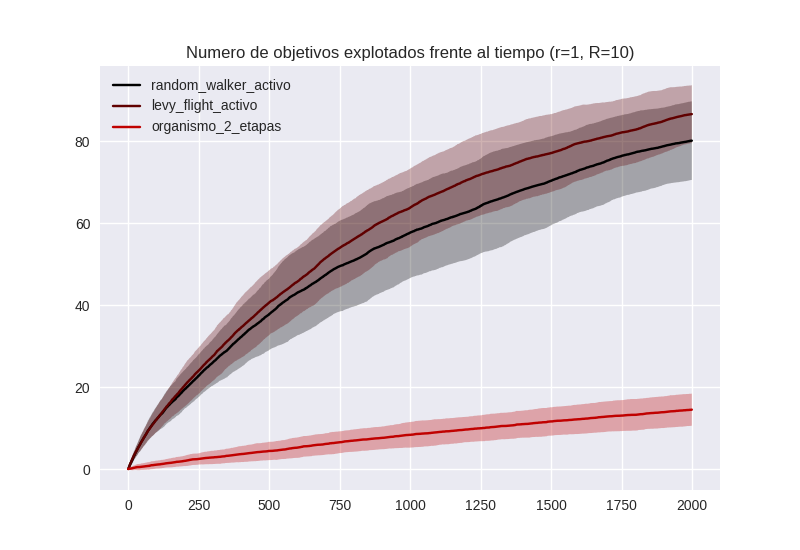 Numero de objetivos explotados frente al tiempo (r=1, R=10)
random_walker_activo
levy_flight_activo
organismo_2_etapas
80
60
40
20
0
0 250 500 750 1000 1250 1500 1750 2000